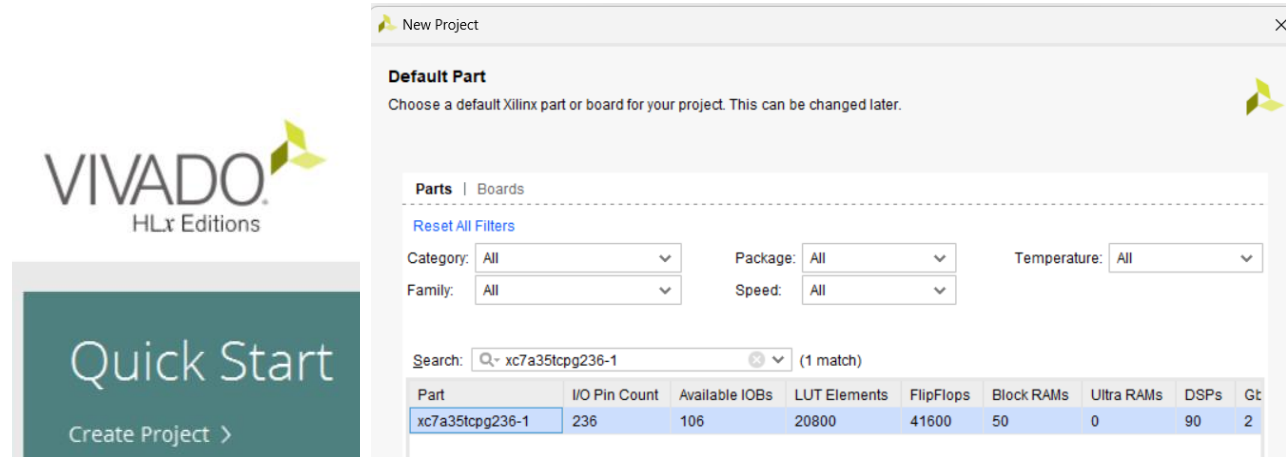 VIVADO
HLx Editions
Quick Start
Create Project
New Project
Default Part
Choose a default Xilinx part or board for your project. This can be changed later.
Parts | Boards
Reset All Filters
Category: All Package: All Temperature: All
Family: All Speed: All
Search: xc7a35tcpg236-1 (1 match)
Part I/O Pin Count Available IOBs LUT Elements FlipFlops Block RAMs Ultra RAMs DSPs Gb
xc7a35tcpg236-1 236 106 20800 41600 50 0 90 2